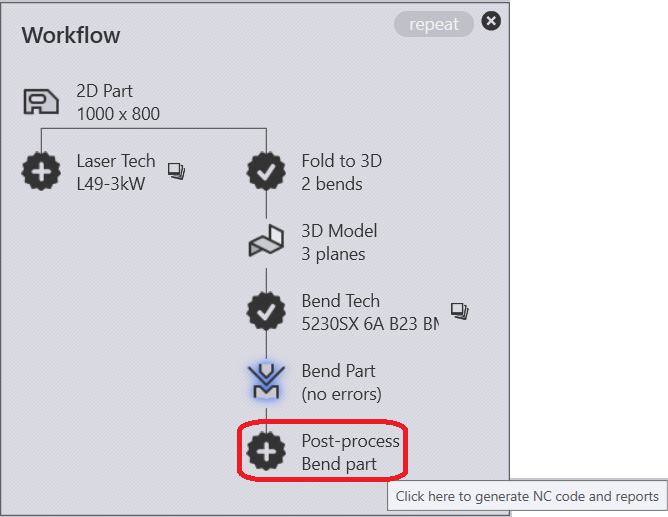 Workflow
repeat
2D Part
1000 x 800
Laser Tech
L49-3kW
Fold to 3D
2 bends
3D Model
3 planes
Bend Tech
5230SX 6A B23 BM
Bend Part
(no errors)
Post-process
Bend part
Click here to generate NC code and reports